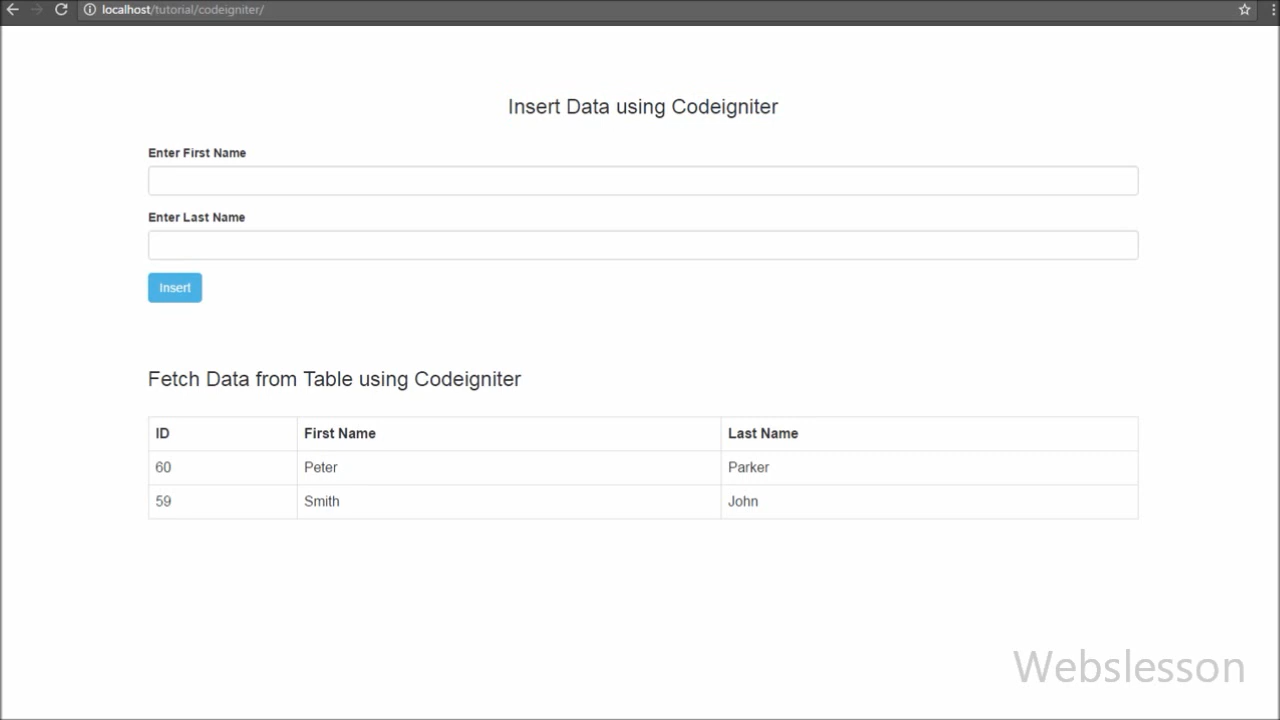 localhost/tutorial/codeigniter/
Insert Data using Codeigniter
Enter First Name
Enter Last Name
Insert
Fetch Data from Table using Codeigniter
ID First Name Last Name
60 Peter Parker
59 Smith John
Webslesson